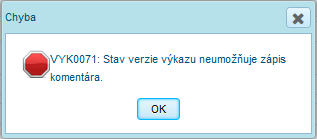 Chyba
VYK0071: Stav verzie výkazu neumožňuje zápis
komentára.
OK